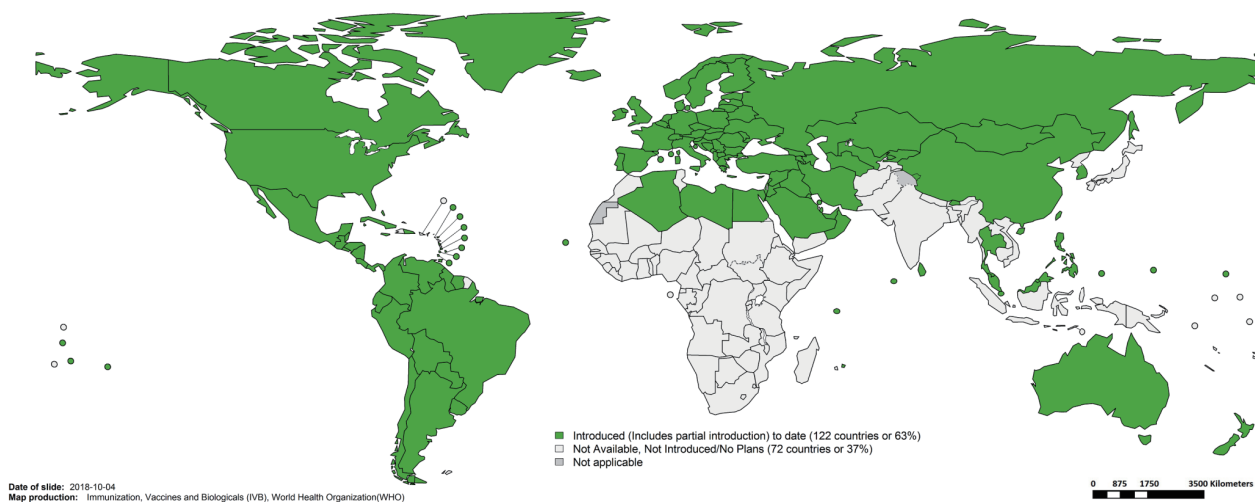 Introduced (Includes partial introduction) to date (122 countries or 63%)
Not Available, Not Introduced/No Plans (72 countries or 37%)
Not applicable
Date of slide: 2018-10-04
Map production: Immunization, Vaccines and Biologicals (IVB), World Health Organization(WHO)
0 875 1750 3500 Kilometers